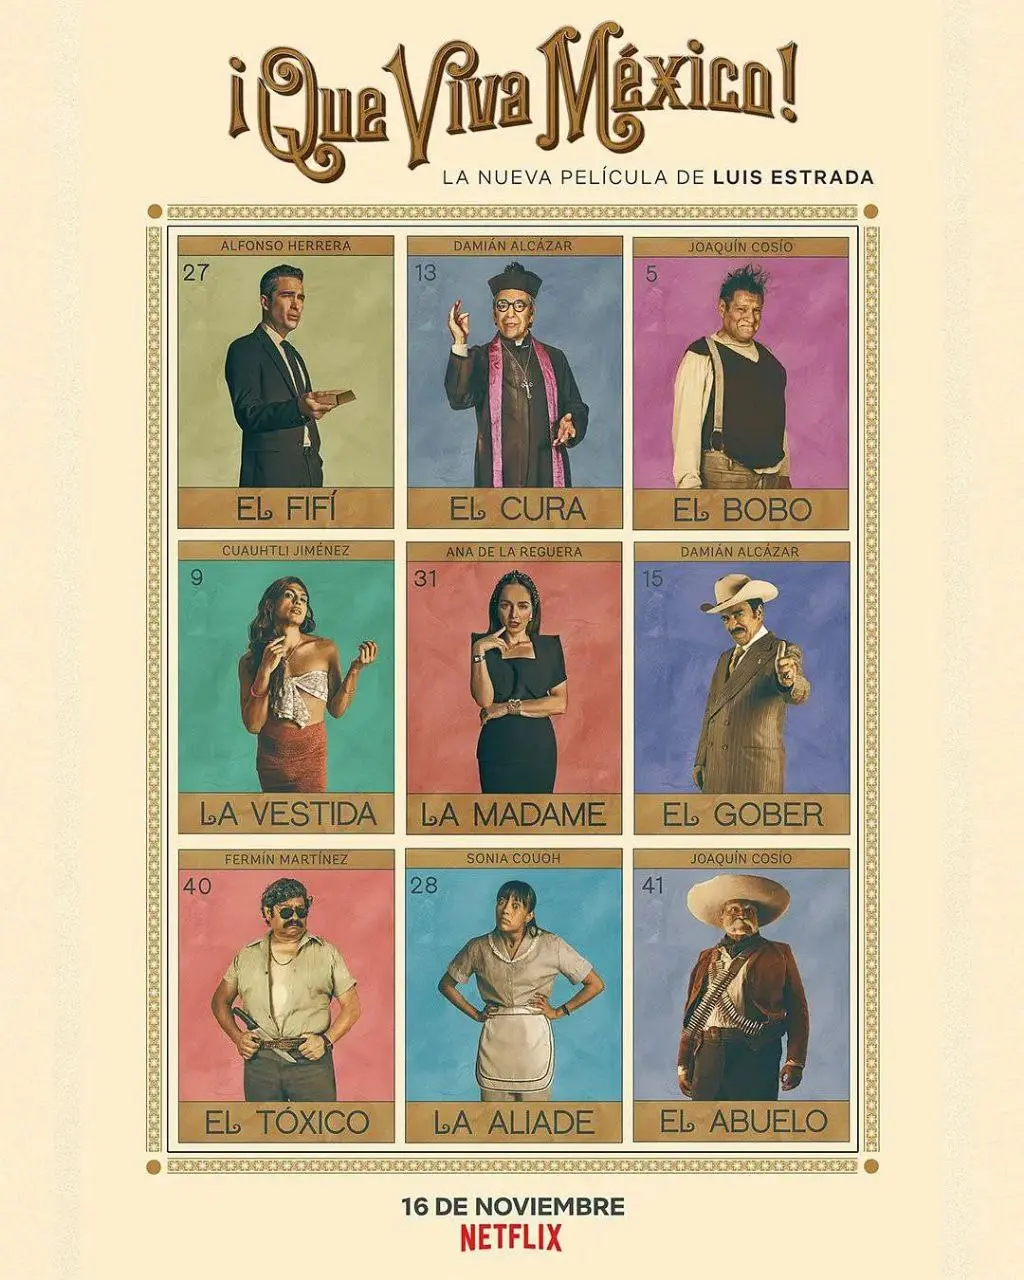 ¡Que Viva México!
LA NUEVA PELÍCULA DE LUIS ESTRADA
ALFONSO HERRERA
27
EL FIFÍ
DAMIÁN ALCÁZAR
13
EL CURA
JOAQUÍN COSÍO
5
EL BOBO
CUAUHTLI JIMÉNEZ
9
LA VESTIDA
ANA DE LA REGUERA
31
LA MADAME
DAMIÁN ALCÁZAR
15
EL GOBER
FERMÍN MARTÍNEZ
40
EL TÓXICO
SONIA COUOH
28
LA ALIADE
JOAQUÍN COSÍO
41
EL ABUELO
16 DE NOVIEMBRE
NETFLIX